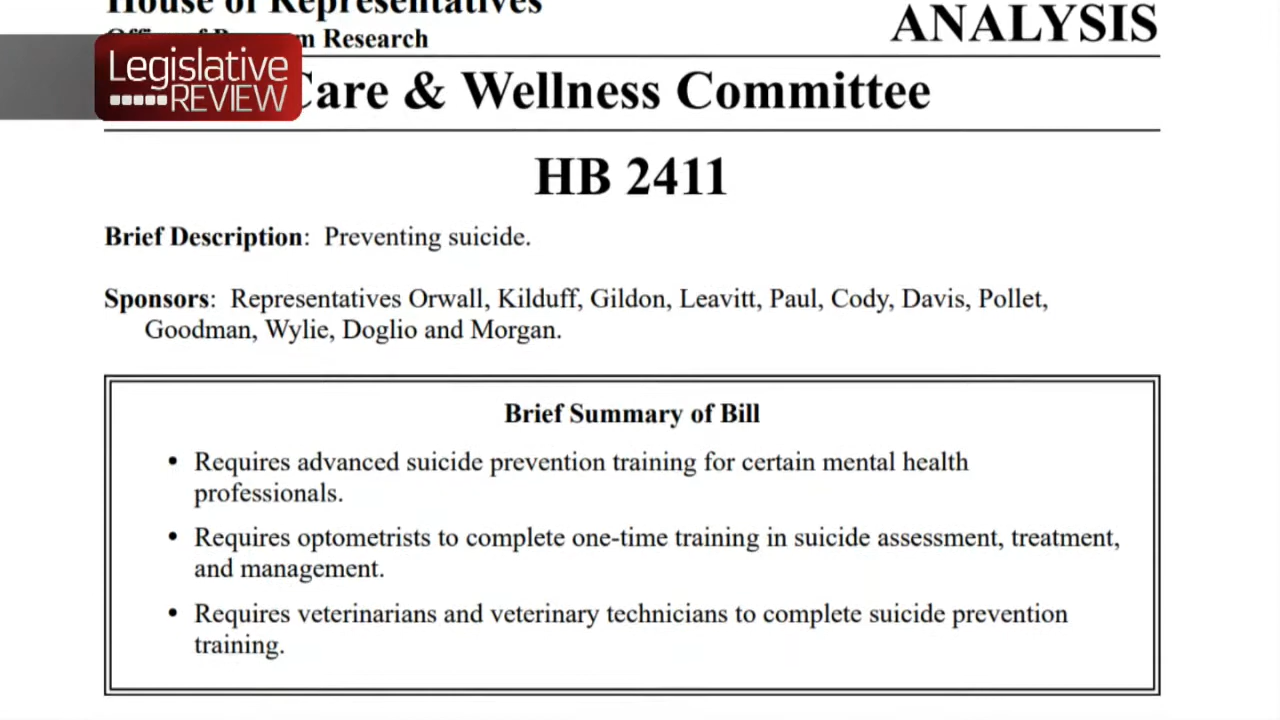 House of Representatives
ANALYSIS
Research
Legislative
REVIEW
Care & Wellness Committee
HB 2411
Brief Description: Preventing suicide.
Sponsors: Representatives Orwall, Kilduff, Gildon, Leavitt, Paul, Cody, Davis, Pollet,
Goodman, Wylie, Doglio and Morgan.
Brief Summary of Bill
• Requires advanced suicide prevention training for certain mental health
professionals.
• Requires optometrists to complete one-time training in suicide assessment, treatment,
and management.
• Requires veterinarians and veterinary technicians to complete suicide prevention
training.